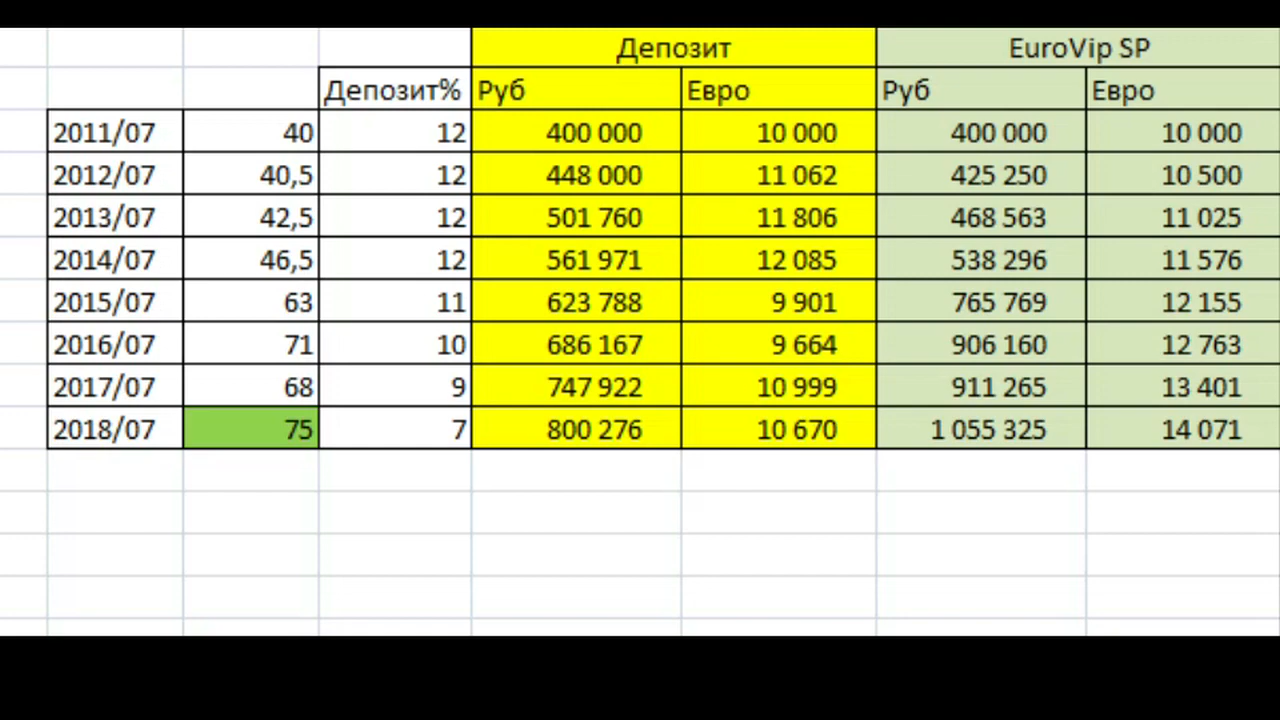 Депозит EuroVip SP
Депозит% Руб Евро Руб Евро
2011/07 40 12 400 000 10 000 400 000 10 000
2012/07 40,5 12 448 000 11 062 425 250 10 500
2013/07 42,5 12 501 760 11 806 468 563 11 025
2014/07 46,5 12 561 971 12 085 538 296 11 576
2015/07 63 11 623 788 9 901 765 769 12 155
2016/07 71 10 686 167 9 664 906 160 12 763
2017/07 68 9 747 922 10 999 911 265 13 401
2018/07 75 7 800 276 10 670 1 055 325 14 071